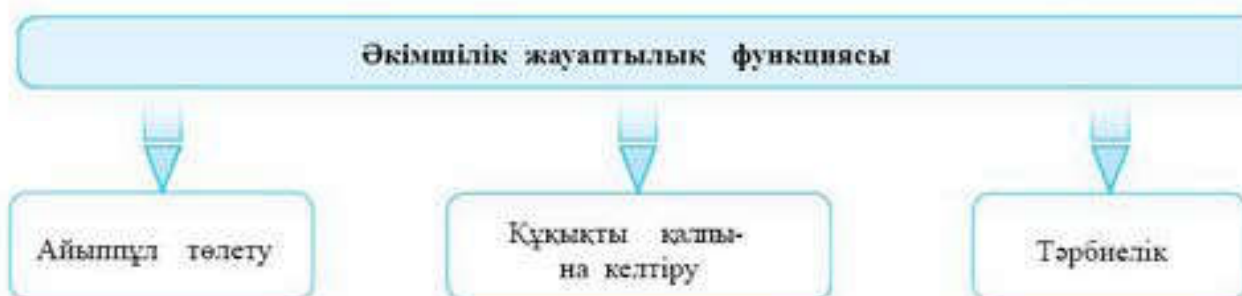 Әкімшілік жауаптылық функциясы
Айыппұл төлету
Құқықты қалпы-
на келтіру
Тәрбиелік